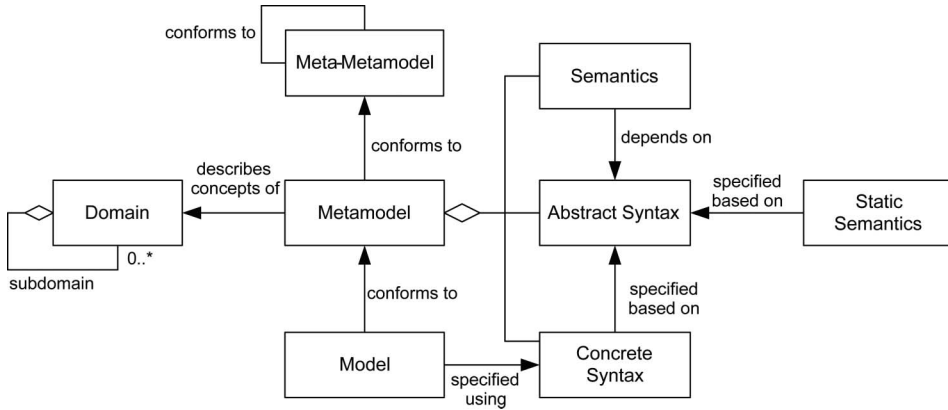 conforms to
Meta-Metamodel
Semantics
conforms to
depends on
describes
concepts of
specified
based on
Domain
Metamodel
Abstract Syntax
Static
Semantics
0..*
subdomain
conforms to
specified
based on
Model
Concrete
Syntax
specified
using